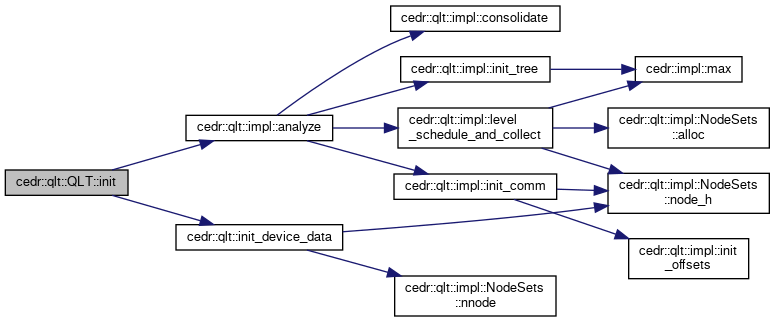 cedr::qlt::impl::consolidate
cedr::qlt::impl::init_tree
cedr::impl::max
cedr::qlt::impl::analyze
cedr::qlt::impl::level
_schedule_and_collect
cedr::qlt::impl::NodeSets
::alloc
cedr::qlt::QLT::init
cedr::qlt::impl::init_comm
cedr::qlt::impl::NodeSets
::node_h
cedr::qlt::init_device_data
cedr::qlt::impl::init
_offsets
cedr::qlt::impl::NodeSets
::nnode